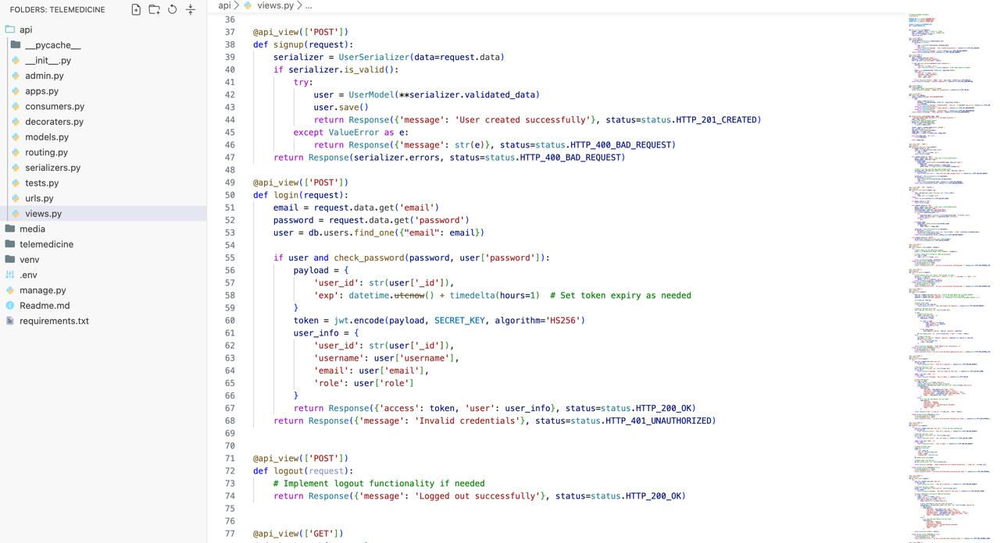 FOLDERS: TELEMEDICINE
api
__pycache__
__init__.py
admin.py
apps.py
consumers.py
decoraters.py
models.py
routing.py
serializers.py
tests.py
urls.py
views.py
media
telemedicine
venv
.env
manage.py
Readme.md
requirements.txt
api > views.py > ...
36
37 @api_view(['POST'])
38 def signup(request):
39     serializer = UserSerializer(data=request.data)
40     if serializer.is_valid():
41         try:
42             user = UserModel(**serializer.validated_data)
43             user.save()
44             return Response({'message': 'User created successfully'}, status=status.HTTP_201_CREATED)
45         except ValueError as e:
46             return Response({'message': str(e)}, status=status.HTTP_400_BAD_REQUEST)
47     return Response(serializer.errors, status=status.HTTP_400_BAD_REQUEST)
48
49 @api_view(['POST'])
50 def login(request):
51     email = request.data.get('email')
52     password = request.data.get('password')
53     user = db.users.find_one({"email": email})
54
55     if user and check_password(password, user['password']):
56         payload = {
57             'user_id': str(user['_id']),
58             'exp': datetime.utcnow() + timedelta(hours=1)  # Set token expiry as needed
59         }
60         token = jwt.encode(payload, SECRET_KEY, algorithm='HS256')
61         user_info = {
62             'user_id': str(user['_id']),
63             'username': user['username'],
64             'email': user['email'],
65             'role': user['role']
66         }
67         return Response({'access': token, 'user': user_info}, status=status.HTTP_200_OK)
68     return Response({'message': 'Invalid credentials'}, status=status.HTTP_401_UNAUTHORIZED)
69
70
71 @api_view(['POST'])
72 def logout(request):
73     # Implement logout functionality if needed
74     return Response({'message': 'Logged out successfully'}, status=status.HTTP_200_OK)
75
76
77 @api_view(['GET'])